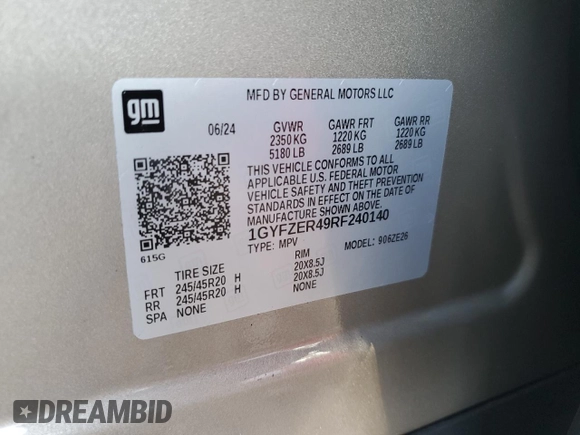 gm
MFD BY GENERAL MOTORS LLC
06/24 GVWR GAWR FRT GAWR RR
2350 KG 1220 KG 1220 KG
5180 LB 2689 LB 2689 LB
THIS VEHICLE CONFORMS TO ALL
APPLICABLE U.S. FEDERAL MOTOR
VEHICLE SAFETY AND THEFT PREVENTION
STANDARDS IN EFFECT ON THE DATE OF
MANUFACTURE SHOWN ABOVE.
1GYFZER49RF240140
TYPE: MPV MODEL: 906ZE26
615G
TIRE SIZE RIM
FRT 245/45R20 H 20X8.5J
RR 245/45R20 H 20X8.5J
SPA NONE NONE
DREAMBID